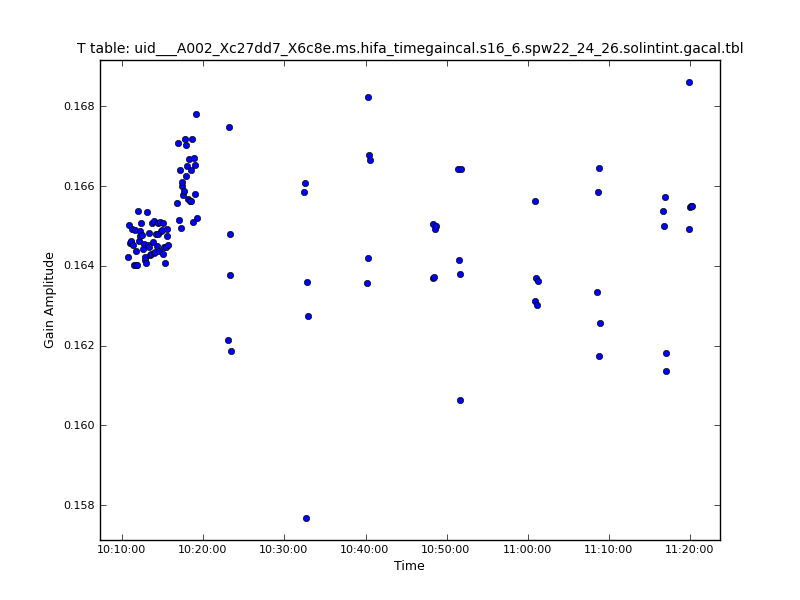 T table: uid___A002_Xc27dd7_X6c8e.ms.hifa_timegaincal.s16_6.spw22_24_26.solintint.gacal.tbl
0.168
0.166
0.164
0.162
0.160
0.158
Gain Amplitude
10:10:00 10:20:00 10:30:00 10:40:00 10:50:00 11:00:00 11:10:00 11:20:00
Time